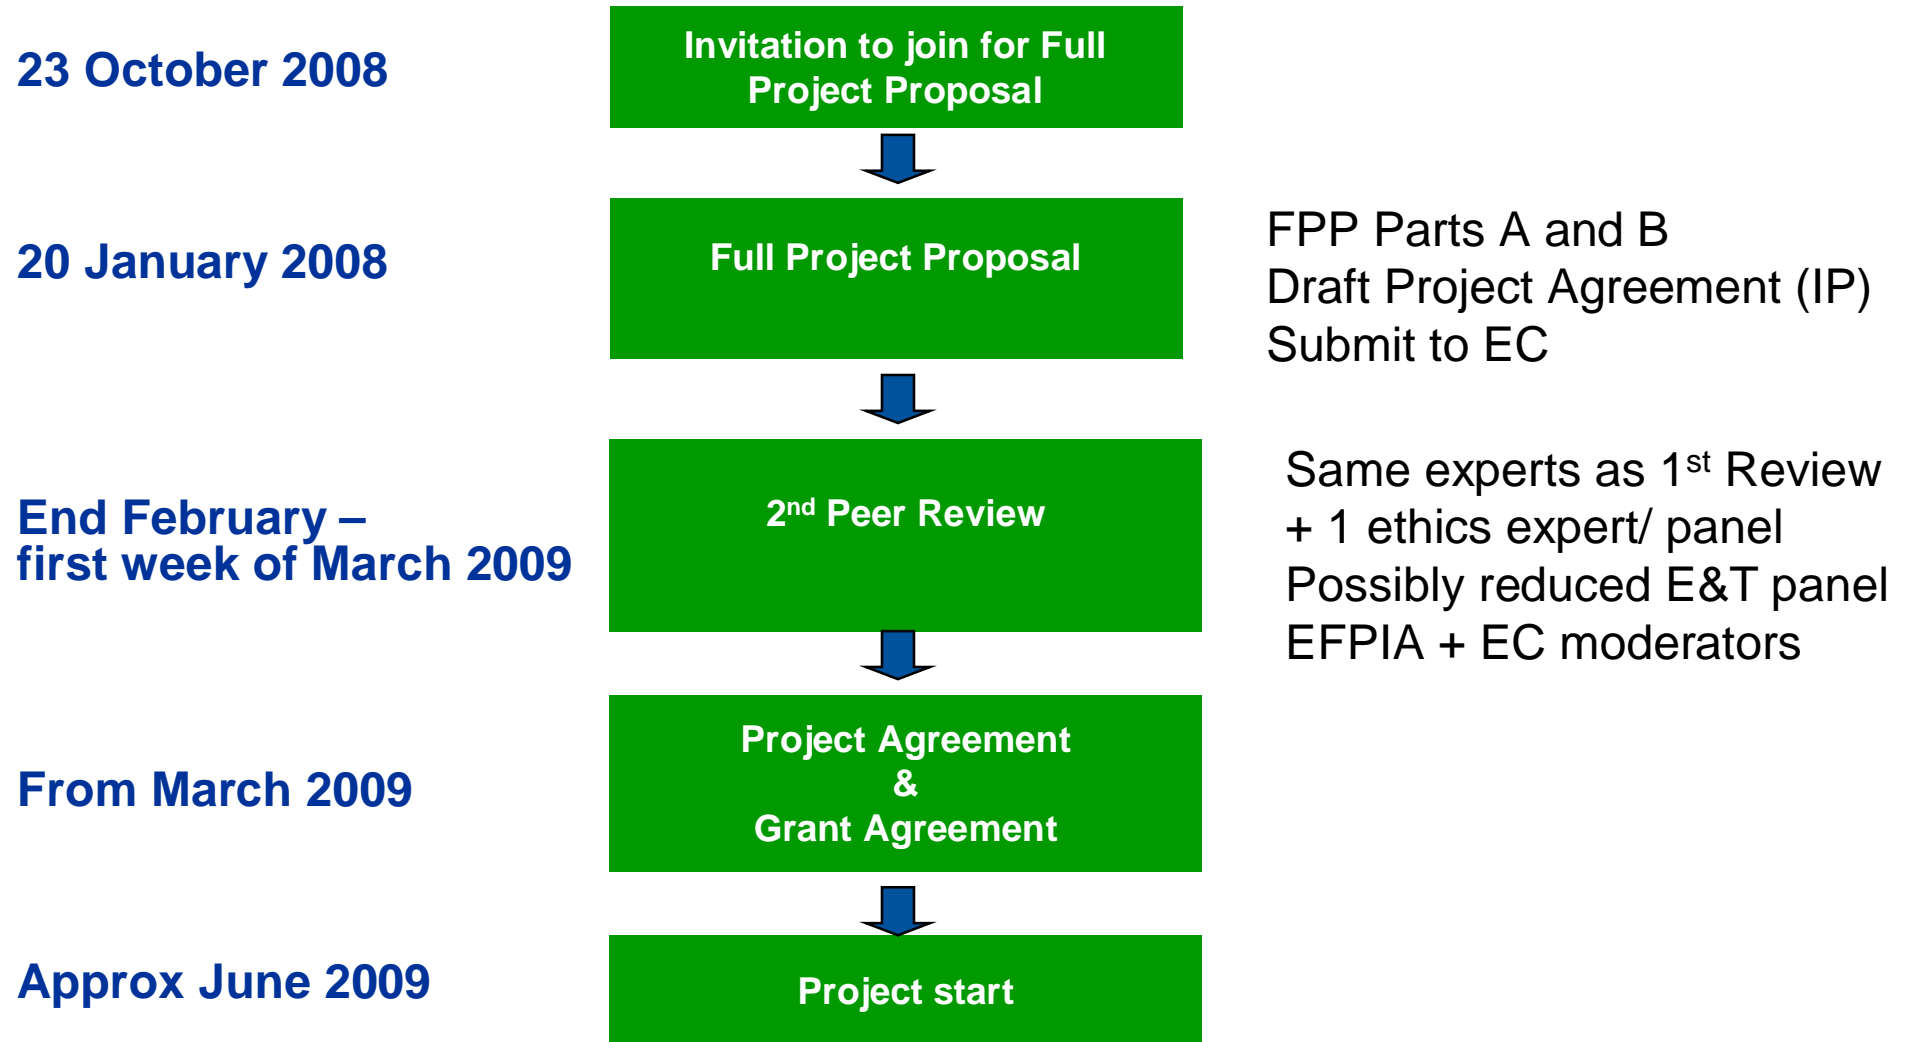 23 October 2008
Invitation to join for Full
Project Proposal
20 January 2008
Full Project Proposal
FPP Parts A and B
Draft Project Agreement (IP)
Submit to EC
End February –
first week of March 2009
2nd Peer Review
Same experts as 1st Review
+ 1 ethics expert/ panel
Possibly reduced E&T panel
EFPIA + EC moderators
From March 2009
Project Agreement
&
Grant Agreement
Approx June 2009
Project start